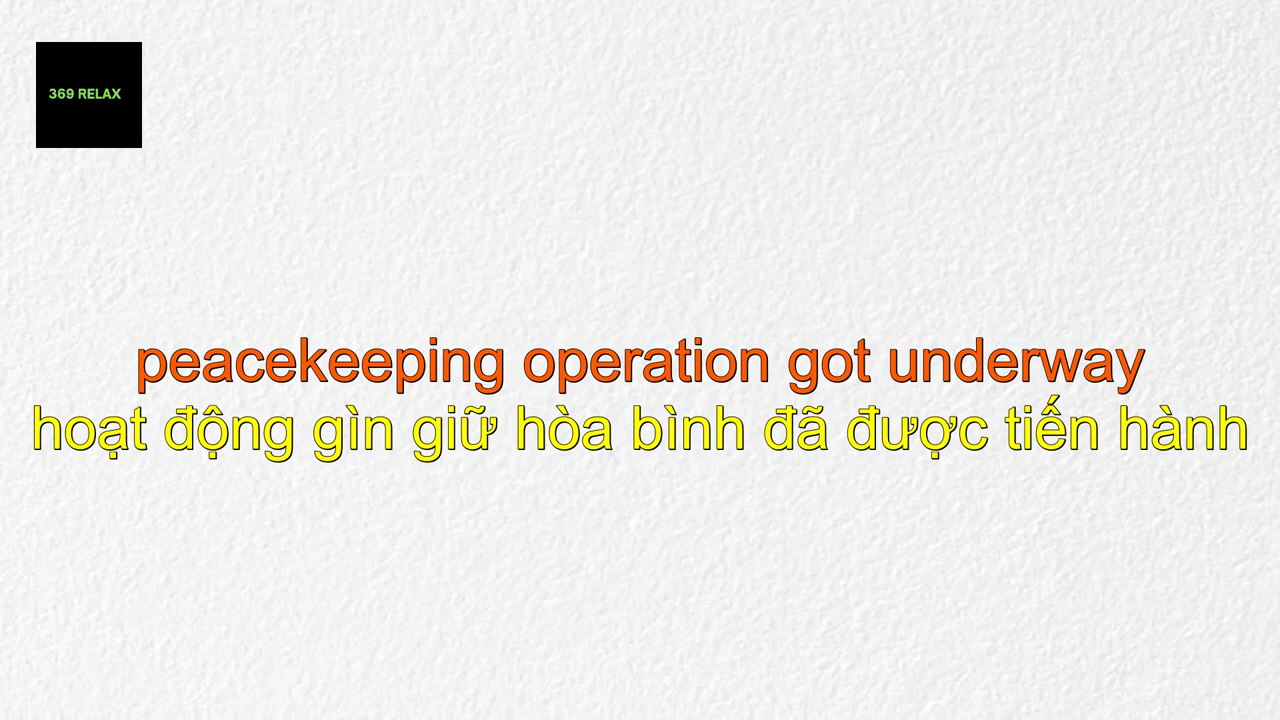 369 RELAX
peacekeeping operation got underway
hoạt động gìn giữ hòa bình đã được tiến hành